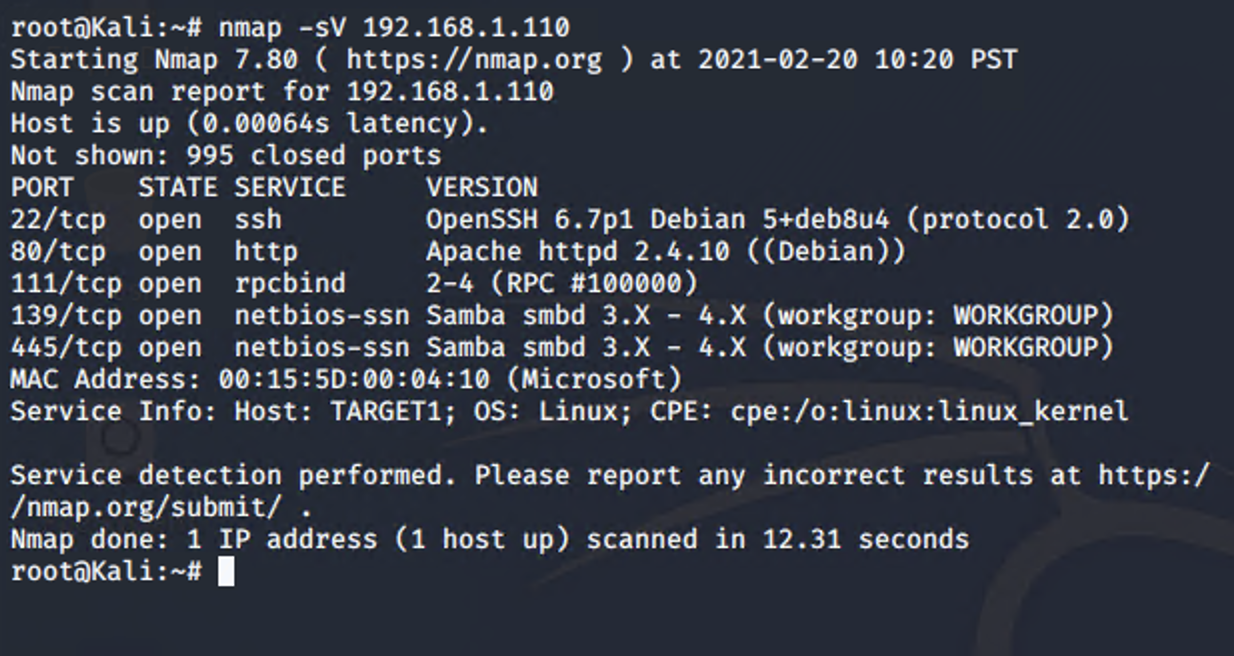 root@Kali:~# nmap -sV 192.168.1.110
Starting Nmap 7.80 ( https://nmap.org ) at 2021-02-20 10:20 PST
Nmap scan report for 192.168.1.110
Host is up (0.00064s latency).
Not shown: 995 closed ports
PORT    STATE SERVICE     VERSION
22/tcp  open  ssh         OpenSSH 6.7p1 Debian 5+deb8u4 (protocol 2.0)
80/tcp  open  http        Apache httpd 2.4.10 ((Debian))
111/tcp open  rpcbind     2-4 (RPC #100000)
139/tcp open  netbios-ssn Samba smbd 3.X - 4.X (workgroup: WORKGROUP)
445/tcp open  netbios-ssn Samba smbd 3.X - 4.X (workgroup: WORKGROUP)
MAC Address: 00:15:5D:00:04:10 (Microsoft)
Service Info: Host: TARGET1; OS: Linux; CPE: cpe:/o:linux:linux_kernel

Service detection performed. Please report any incorrect results at https:/
/nmap.org/submit/ .
Nmap done: 1 IP address (1 host up) scanned in 12.31 seconds
root@Kali:~#